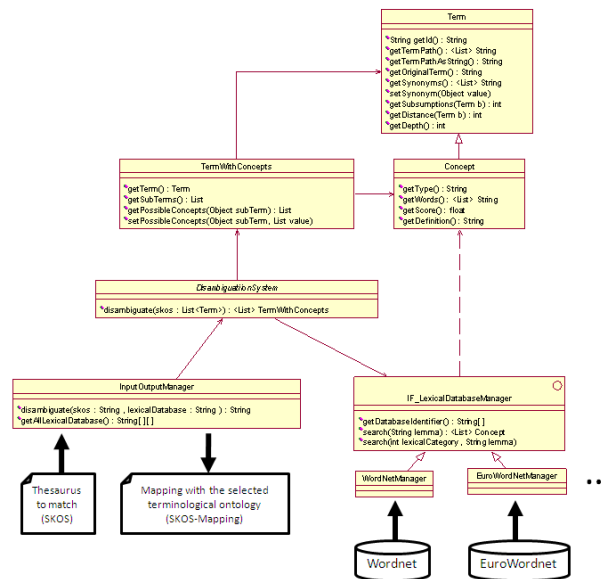 Term
String getId() : String
getTermPath() : <List> String
getTermPathAsString() : String
getOriginalTerm() : String
getSynonyms() : <List> String
setSynonym(Object value)
getSubsumptions(Term b) : int
getDistance(Term b) : int
getDepth() : int
TermWithConcepts
getTerm() : Term
getSubTerms() : List
getPossibleConcepts(Object subTerm) : List
setPossibleConcepts(Object subTerm, List value)
Concept
getType() : String
getWords() : <List> String
getScore() : float
getDefinition() : String
DisambiguationSystem
disambiguate(skos : List<Term>) : <List> TermWithConcepts
InputOutputManager
disambiguate(skos : String , lexicalDatabase : String ) : String
getAllLexicalDatabase() : String[][]
IF_LexicalDatabaseManager
getDatabaseIdentifier() : String[]
search(String lemma) : <List> Concept
search(int lexicalCategory , String lemma)
WordNetManager
EuroWordNetManager
..
Thesaurus
to match
(SKOS)
Mapping with the selected
terminological ontology
(SKOS-Mapping)
Wordnet
EuroWordnet